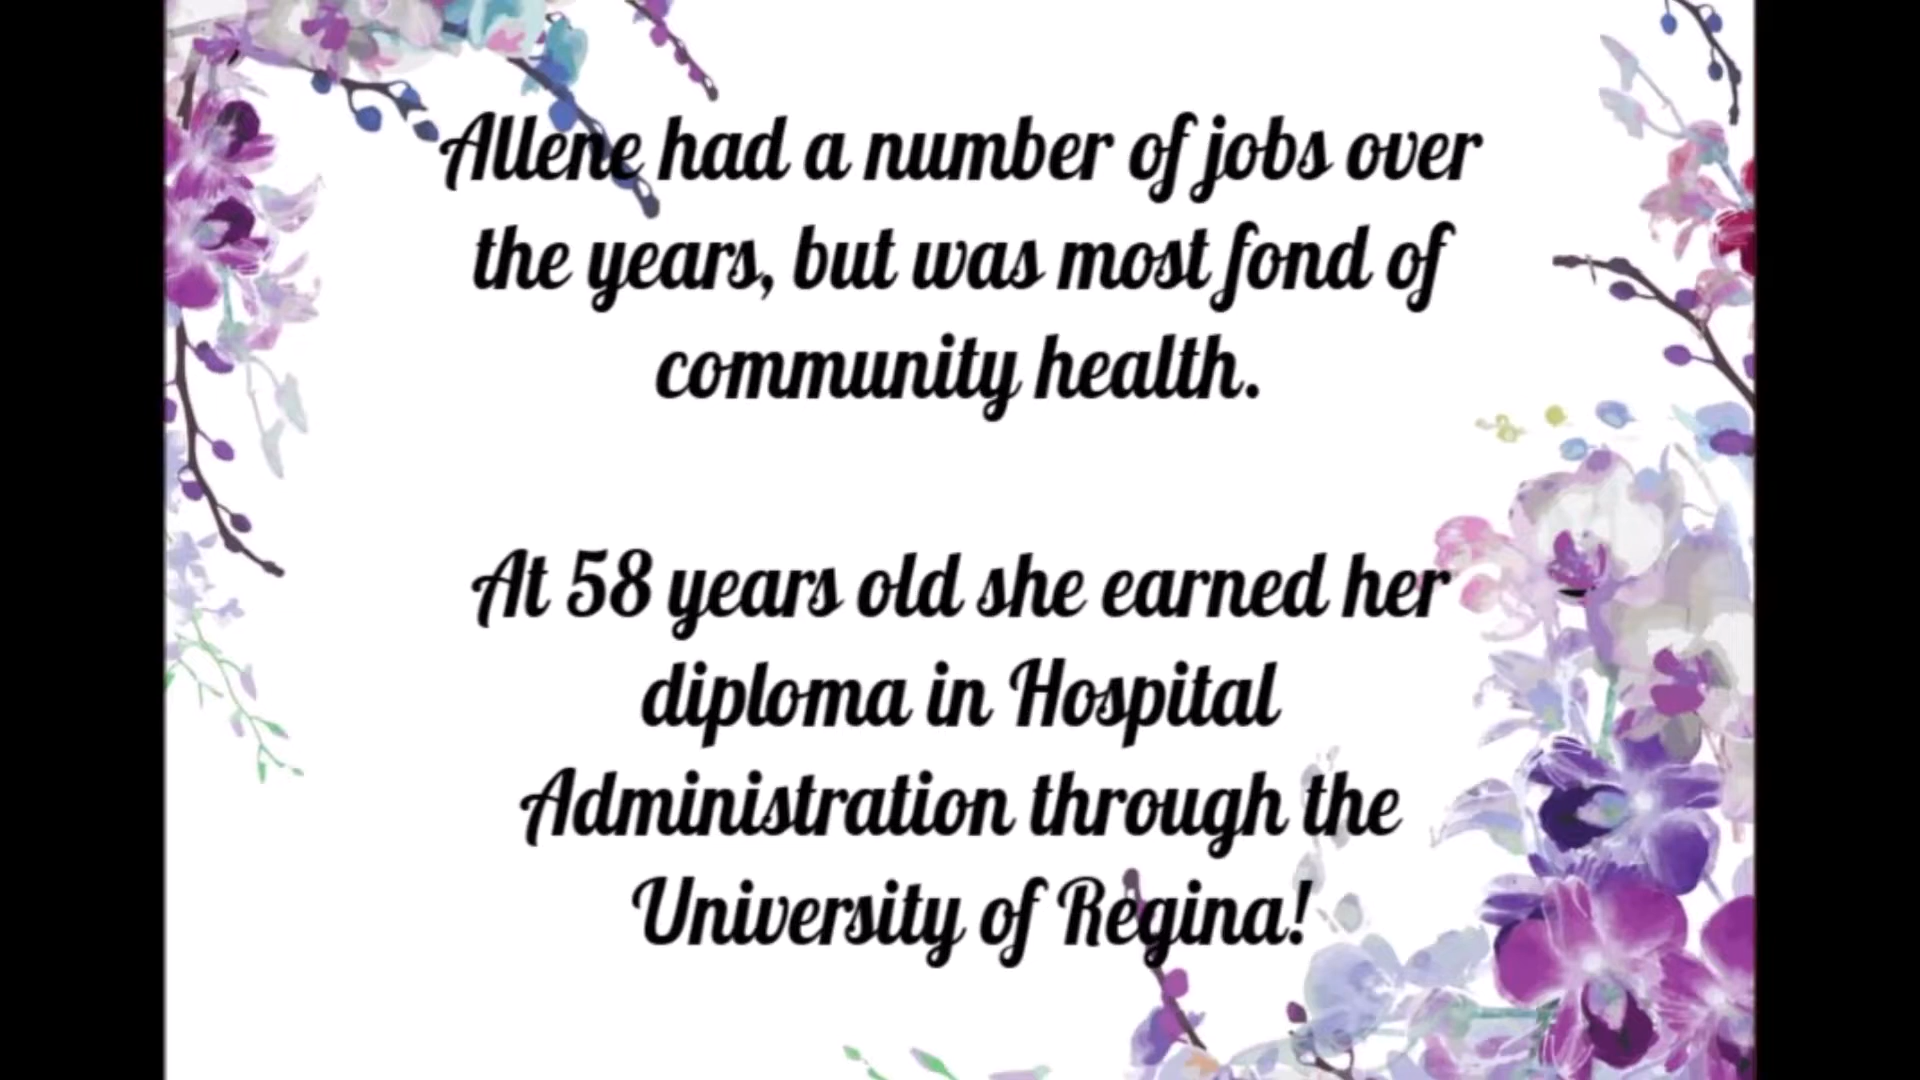 Allene had a number of jobs over
the years, but was most fond of
community health.
At 58 years old she earned her
diploma in Hospital
Administration through the
University of Regina!